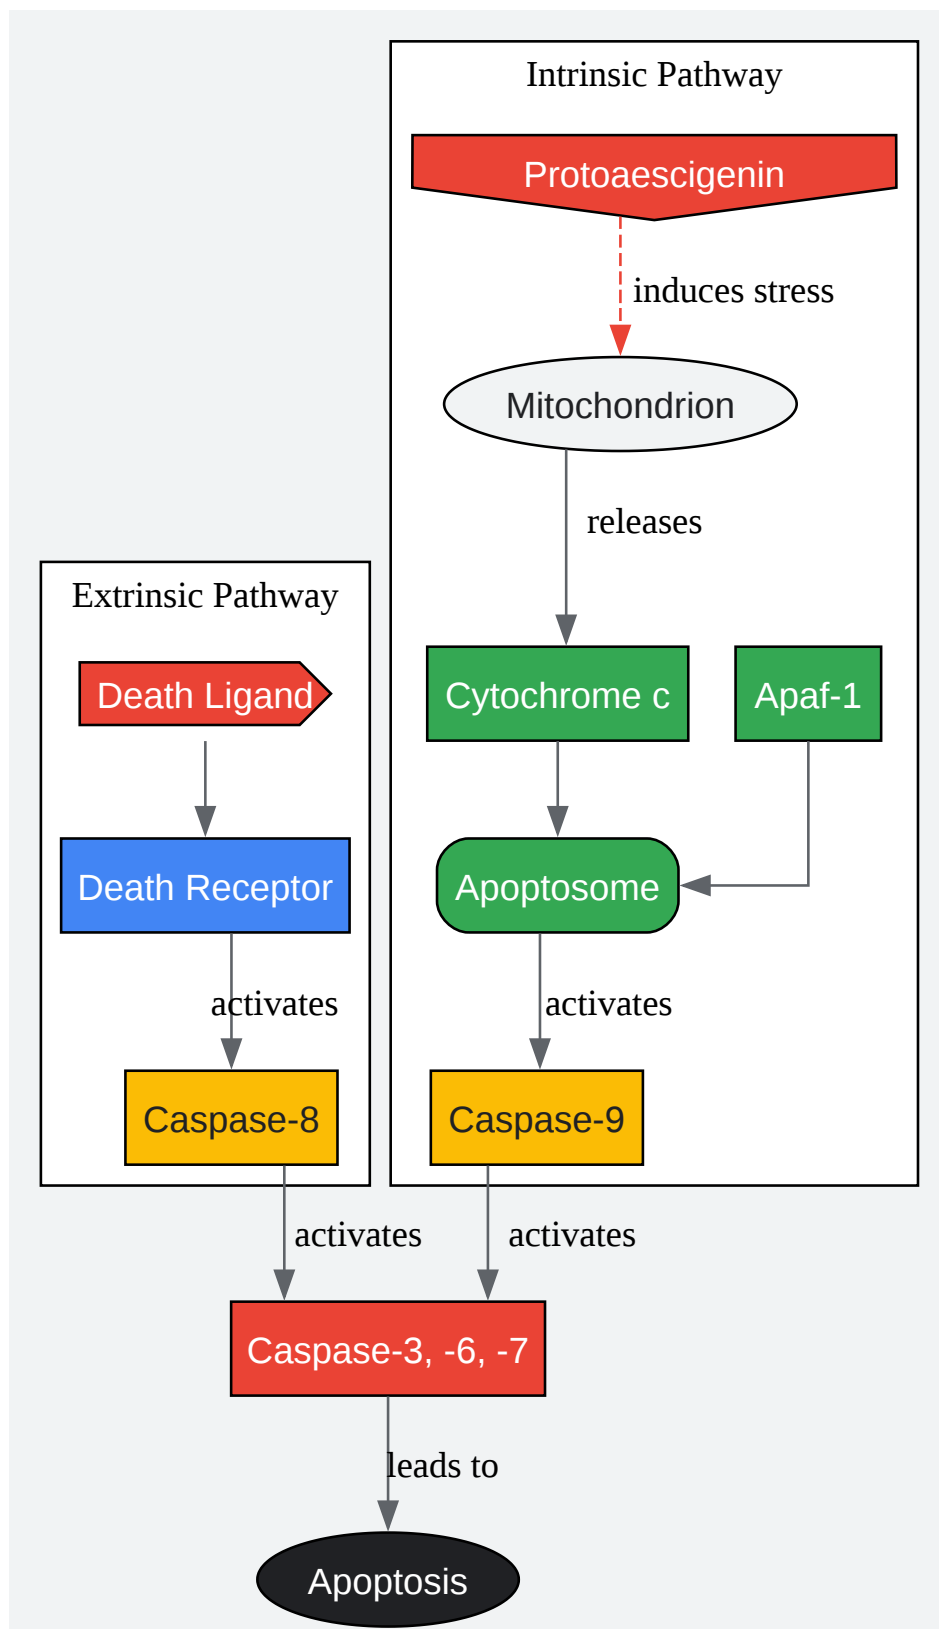 Intrinsic Pathway
Protoaescigenin
induces stress
Mitochondrion
releases
Extrinsic Pathway
Death Ligand
Cytochrome c
Apaf-1
Death Receptor
Apoptosome
activates
activates
Caspase-8
Caspase-9
activates
activates
Caspase-3, -6, -7
leads to
Apoptosis